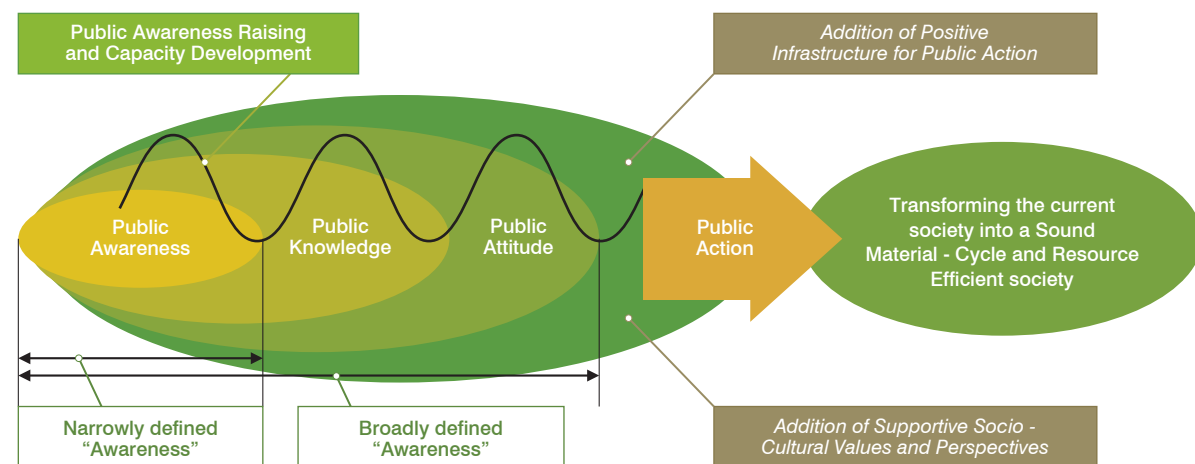 Public Awareness Raising
and Capacity Development
Addition of Positive
Infrastructure for Public Action
Public
Awareness
Public
Knowledge
Public
Attitude
Public
Action
Transforming the current
society into a Sound
Material - Cycle and Resource
Efficient society
Narrowly defined
“Awareness”
Broadly defined
“Awareness”
Addition of Supportive Socio -
Cultural Values and Perspectives